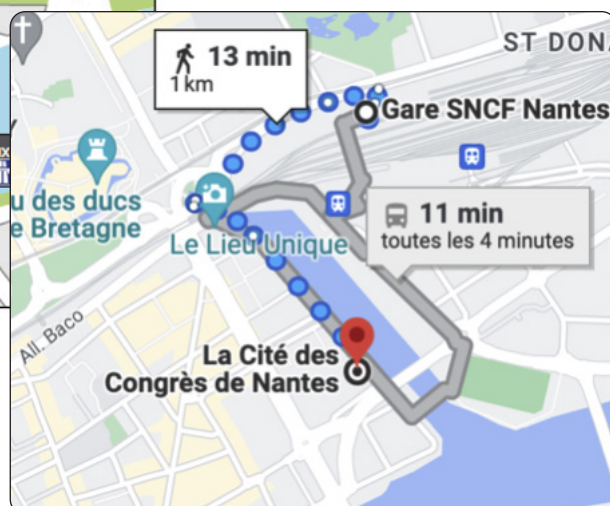 ST DONA
13 min
1 km
Gare SNCF Nantes
u des ducs
e Bretagne
11 min
toutes les 4 minutes
Le Lieu Unique
All. Baco
La Cité des
Congrès de Nantes